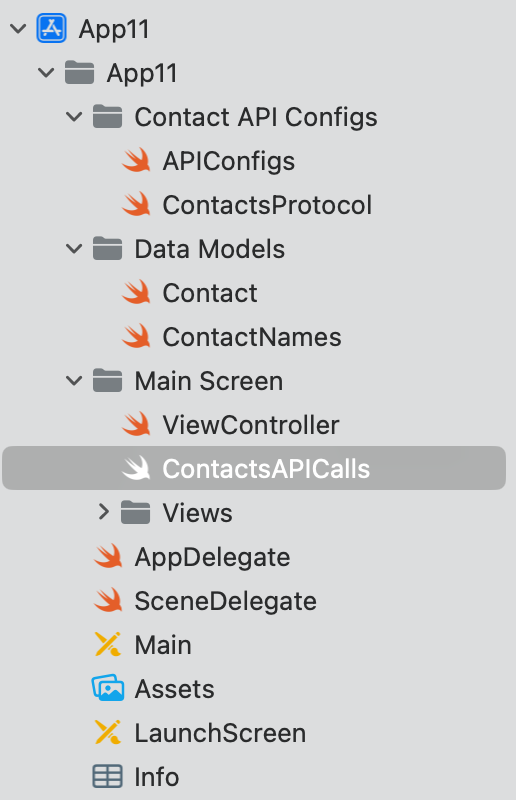 App11
App11
Contact API Configs
APIConfigs
ContactsProtocol
Data Models
Contact
ContactNames
Main Screen
ViewController
ContactsAPICalls
Views
AppDelegate
SceneDelegate
Main
Assets
LaunchScreen
Info